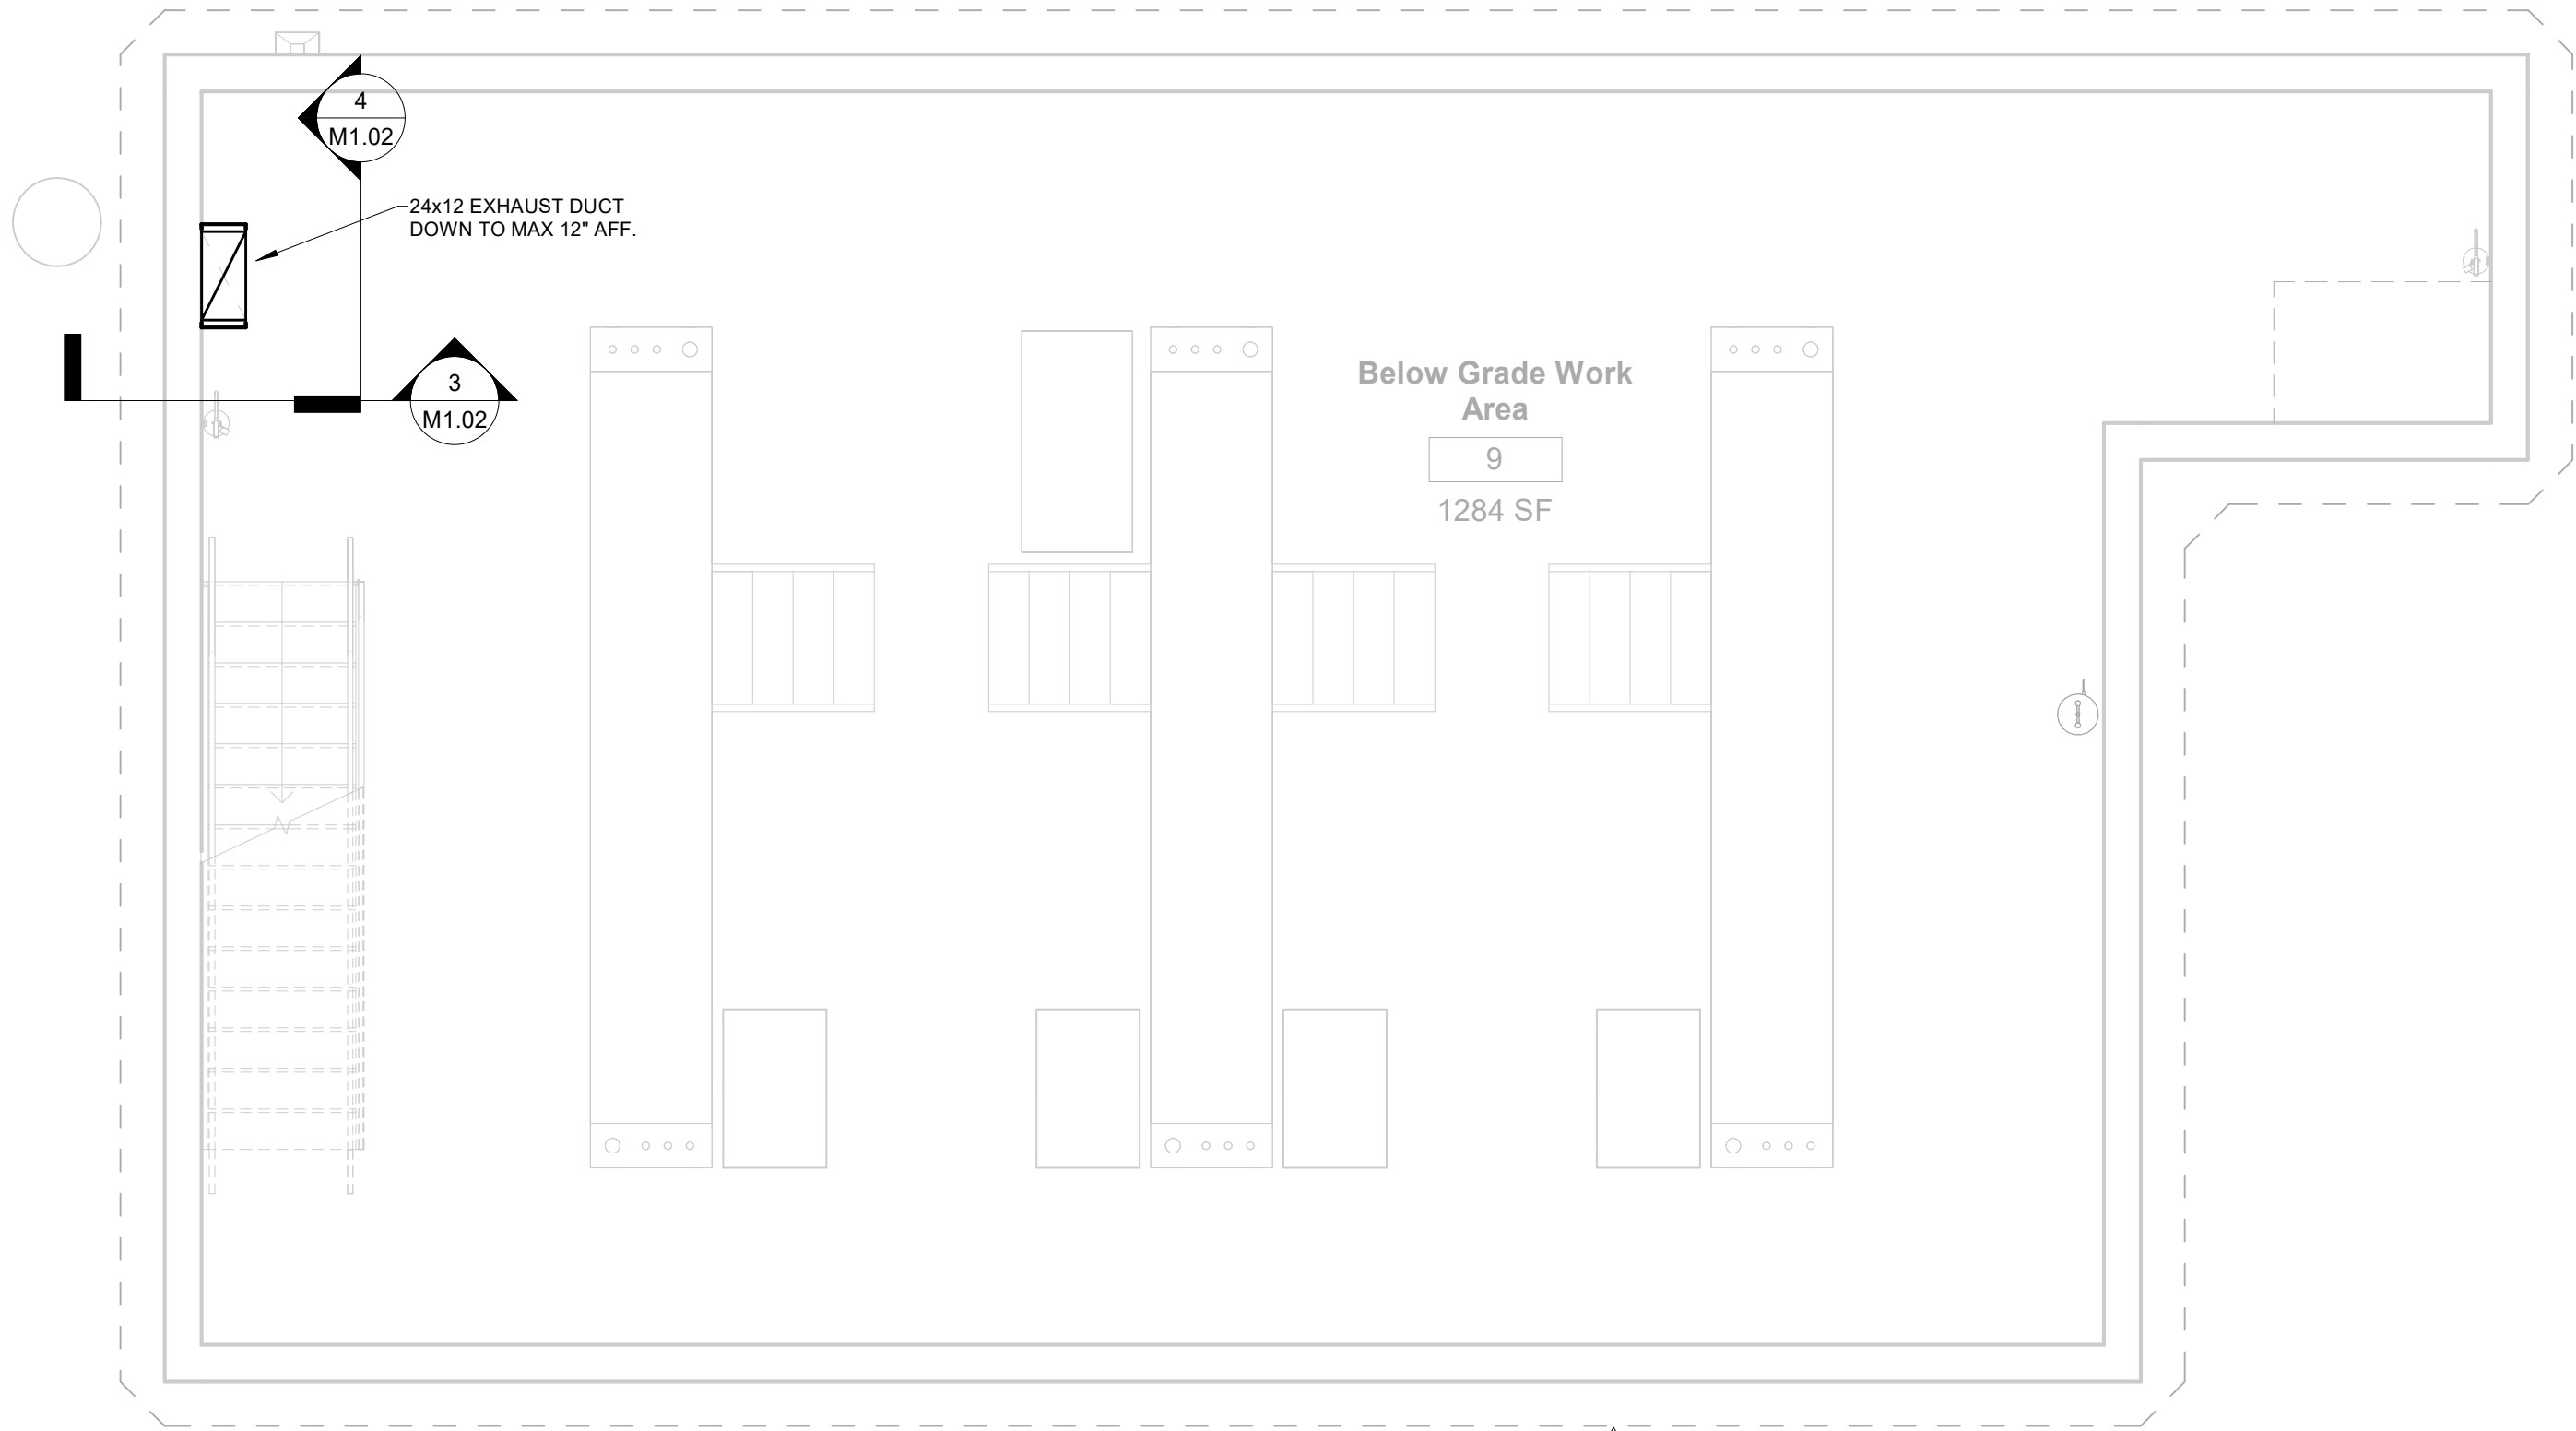 4
M1.02
24x12 EXHAUST DUCT
DOWN TO MAX 12" AFF.
3
M1.02
Below Grade Work
Area
9
1284 SF